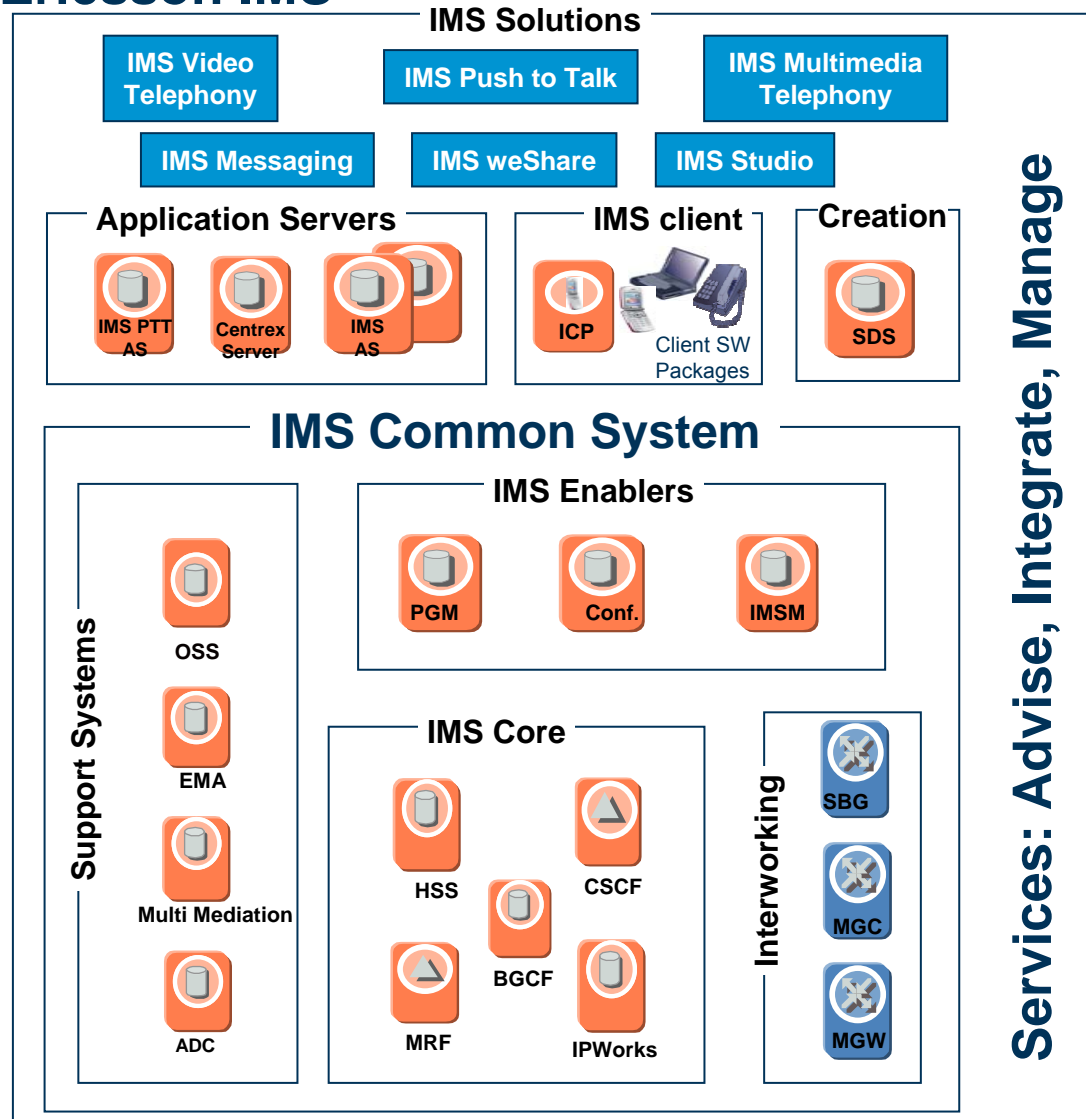 Ericsson IMS
IMS Solutions
IMS Video
Telephony
IMS Push to Talk
IMS Multimedia
Telephony
IMS Messaging
IMS weShare
IMS Studio
Application Servers
IMS PTT
AS
Centrex
Server
IMS
AS
IMS client
ICP
Client SW
Packages
Creation
SDS
IMS Common System
Support Systems
OSS
EMA
Multi Mediation
ADC
IMS Enablers
PGM
Conf.
IMSM
IMS Core
HSS
CSCF
BGCF
MRF
IPWorks
Interworking
SBG
MGC
MGW
Services: Advise, Integrate, Manage